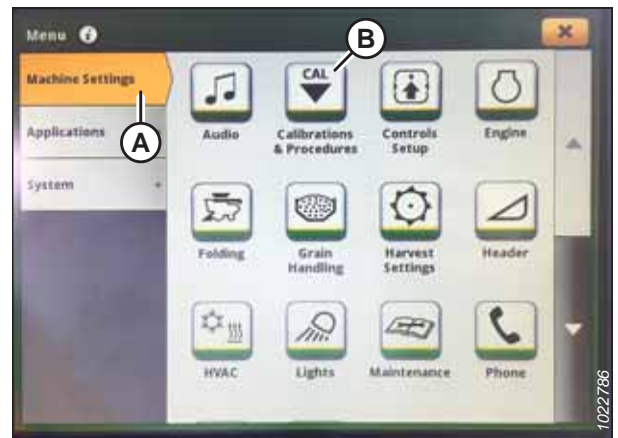 Menu i
B
Machine Settings
A
Applications
System +
CAL
Audio
Calibrations
& Procedures
Controls
Setup
Engine
Folding
Grain
Handling
Harvest
Settings
Header
HVAC
Lights
Maintenance
Phone
1022786